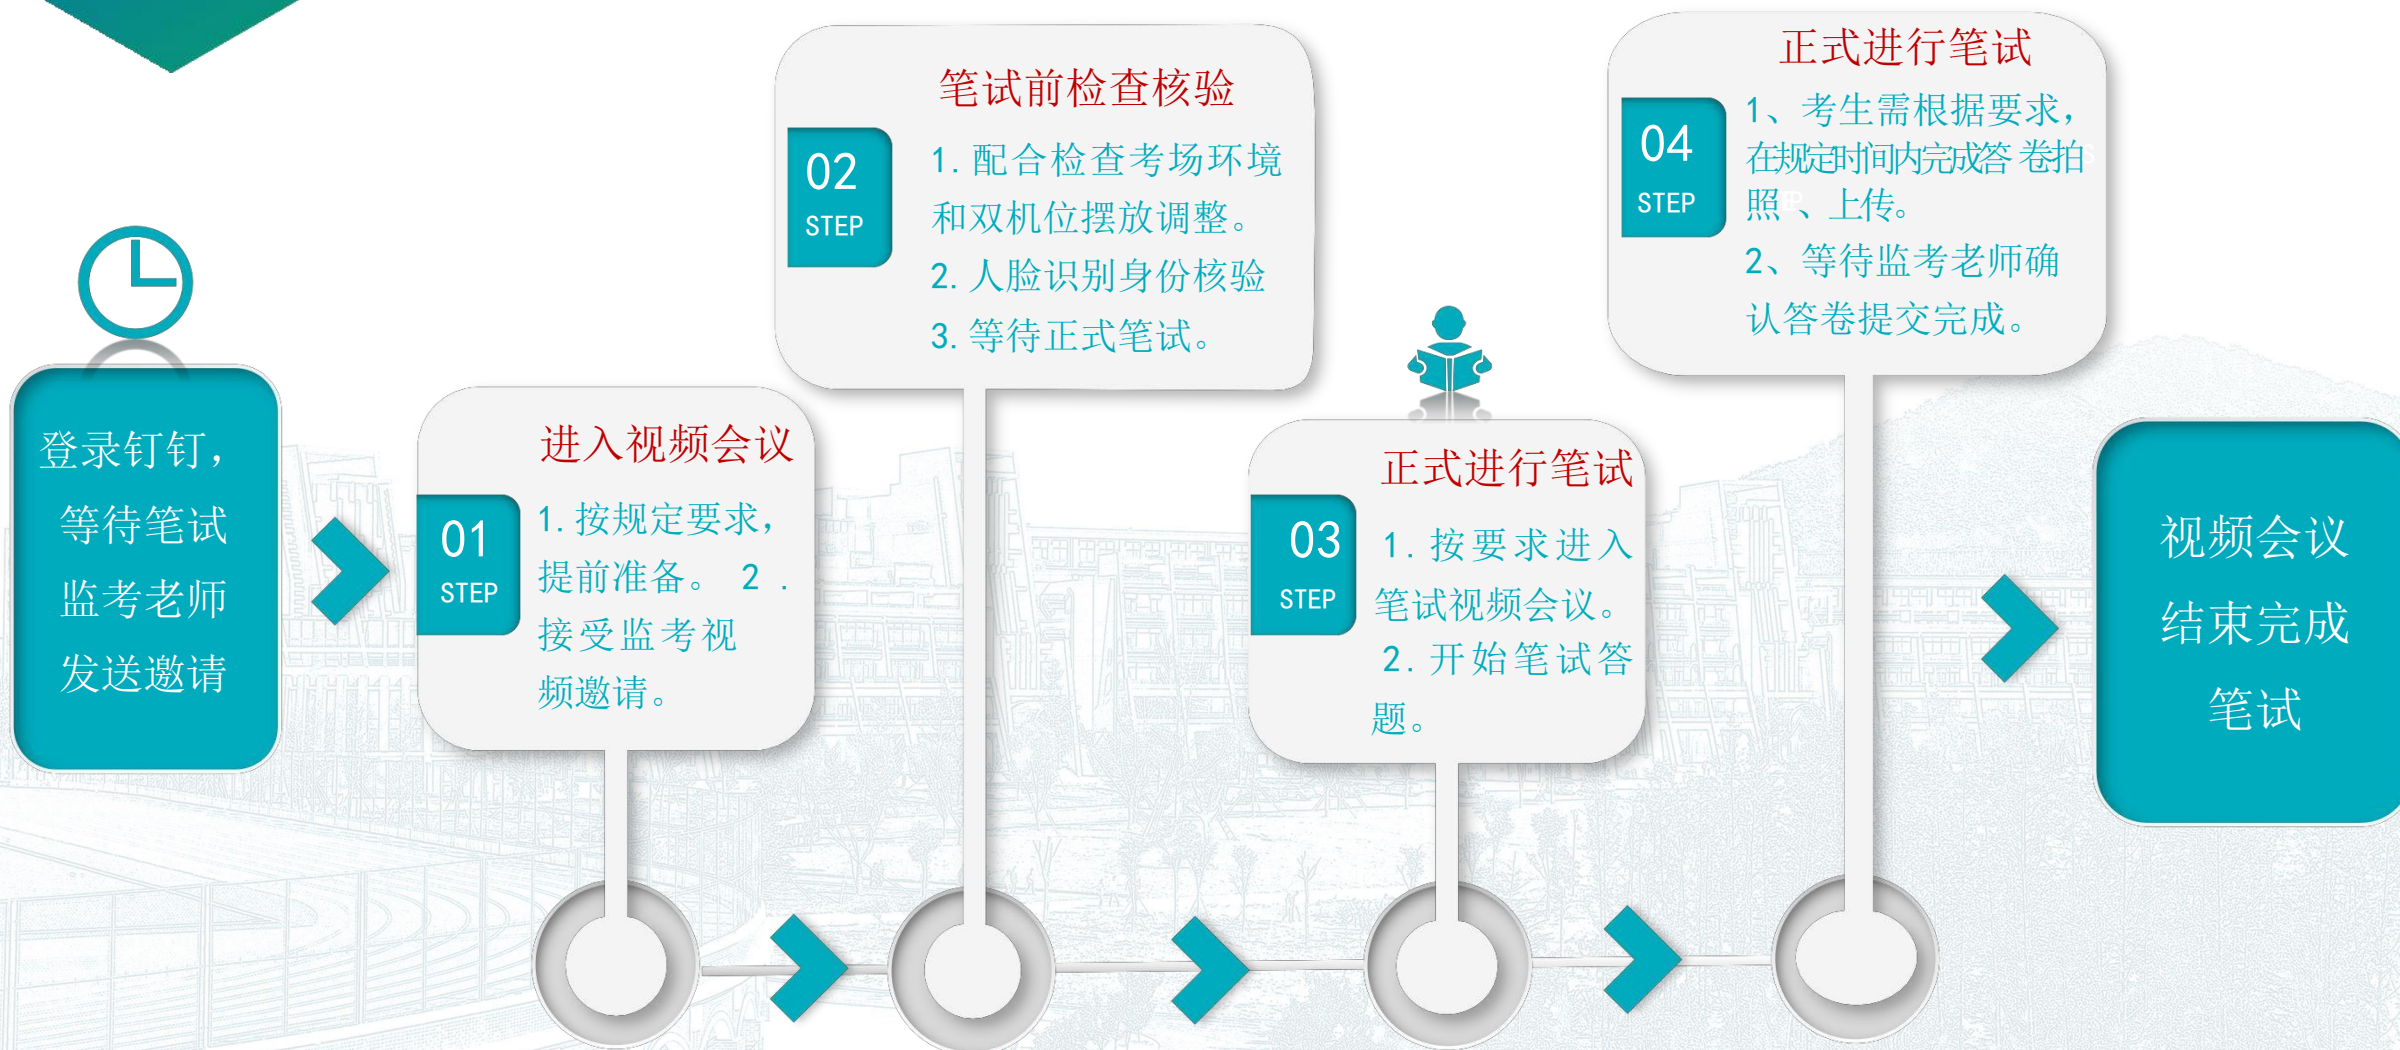 登录钉钉，
等待笔试
监考老师
发送邀请
进入视频会议
01
STEP
1.按规定要求，
提前准备。 2 .
接受监考视
频邀请。
笔试前检查核验
02
STEP
1.配合检查考场环境
和双机位摆放调整。
2.人脸识别身份核验
3.等待正式笔试。
正式进行笔试
03
STEP
1.按要求进入
笔试视频会议。
2.开始笔试答
题。
正式进行笔试
04
STEP
1、考生需根据要求，
在规定时间内完成答 卷拍
照、上传。
2、等待监考老师确
认答卷提交完成。
视频会议
结束完成
笔试